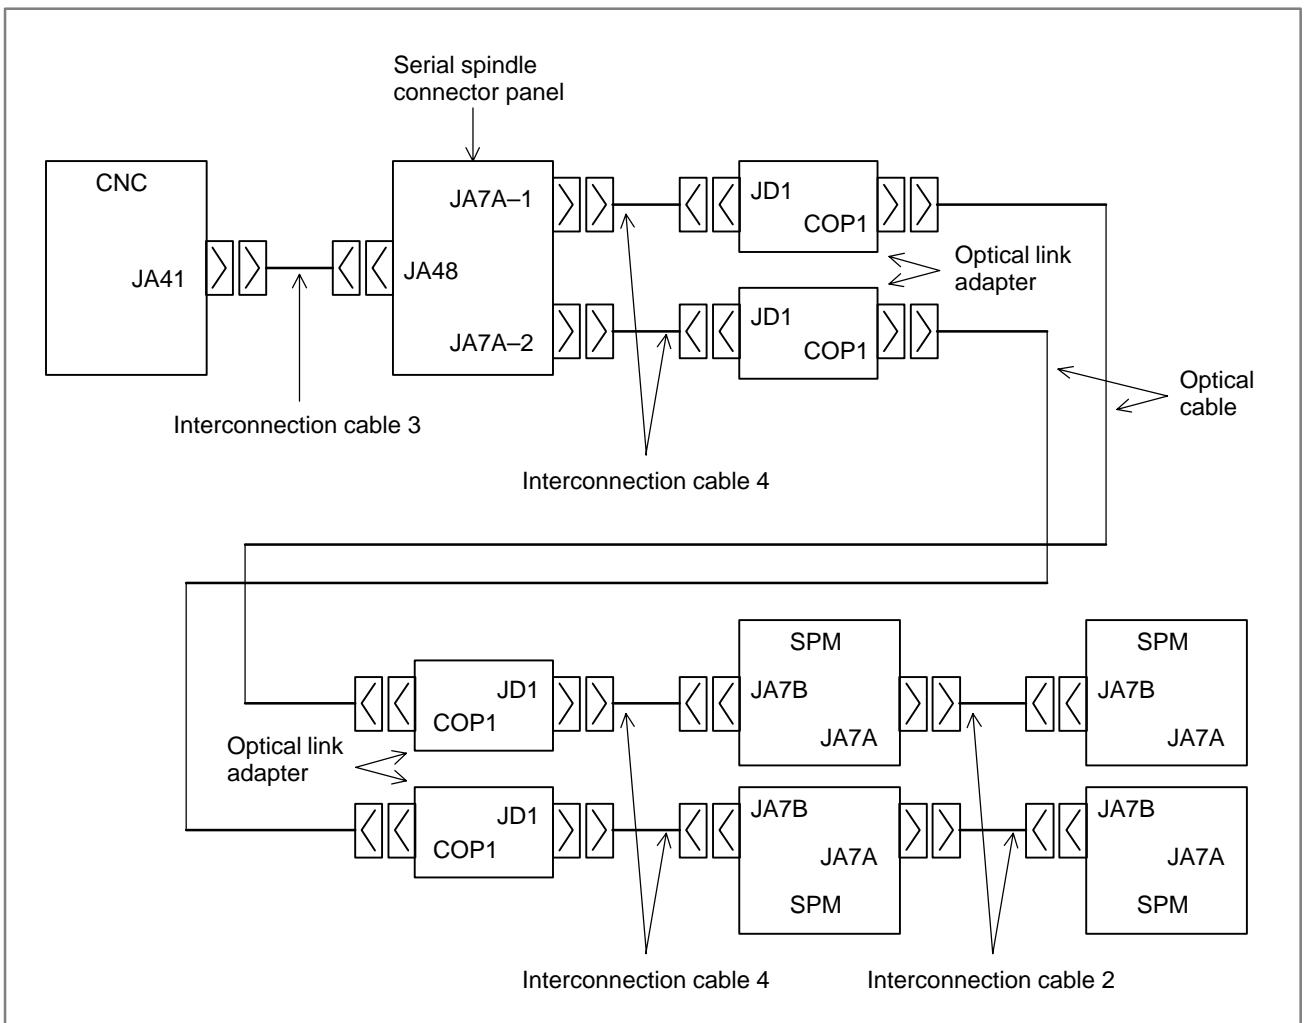 Serial spindle
connector panel
CNC
JA7A–1
JD1
COP1
JA41
JA48
Optical link
adapter
JA7A–2
JD1
COP1
Optical
cable
Interconnection cable 3
Interconnection cable 4
SPM
SPM
JD1
JA7B
JA7B
COP1
JA7A
JA7A
Optical link
adapter
JD1
JA7B
JA7B
COP1
JA7A
JA7A
SPM
SPM
Interconnection cable 4
Interconnection cable 2